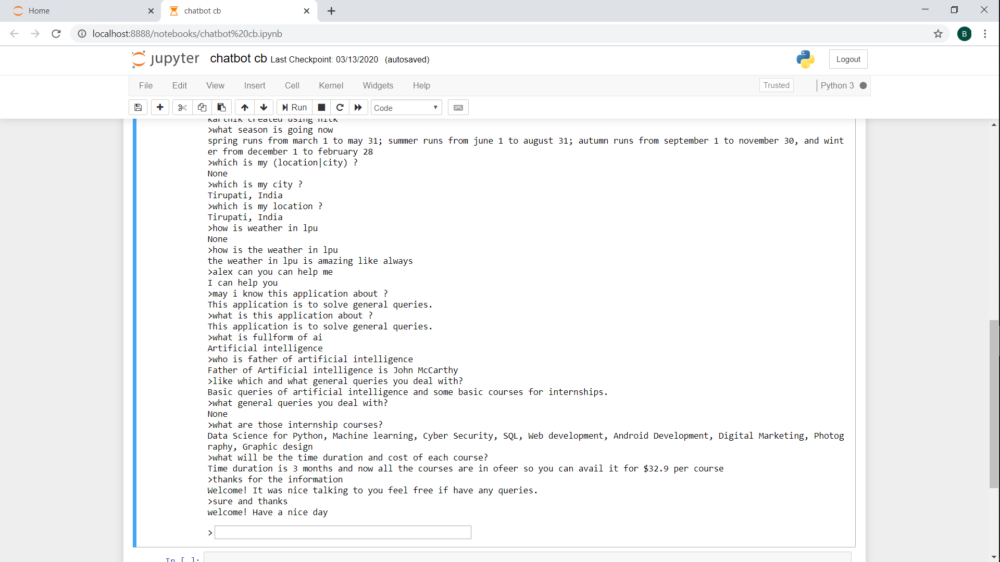 Home
chatbot cb
localhost:8888/notebooks/chatbot%20cb.ipynb
B
jupyter chatbot cb Last Checkpoint: 03/13/2020 (autosaved)
Logout
File Edit View Insert Cell Kernel Widgets Help
Trusted Python 3
Run Code
karthik created using nltk
>what season is going now
spring runs from march 1 to may 31; summer runs from june 1 to august 31; autumn runs from september 1 to november 30, and wint
er from december 1 to february 28
>which is my (location|city) ?
None
>which is my city ?
Tirupati, India
>which is my location ?
Tirupati, India
>how is weather in lpu
None
>how is the weather in lpu
the weather in lpu is amazing like always
>alex can you can help me
I can help you
>may i know this application about ?
This application is to solve general queries.
>what is this application about ?
This application is to solve general queries.
>what is fullform of ai
Artificial intelligence
>who is father of artificial intelligence
Father of Artificial intelligence is John McCarthy
>like which and what general queries you deal with?
Basic queries of artificial intelligence and some basic courses for internships.
>what general queries you deal with?
None
>what are those internship courses?
Data Science for Python, Machine learning, Cyber Security, SQL, Web development, Android Development, Digital Marketing, Photog
raphy, Graphic design
>what will be the time duration and cost of each course?
Time duration is 3 months and now all the courses are in ofeer so you can avail it for $32.9 per course
>thanks for the information
Welcome! It was nice talking to you feel free if have any queries.
>sure and thanks
welcome! Have a nice day
>
In [ ]: